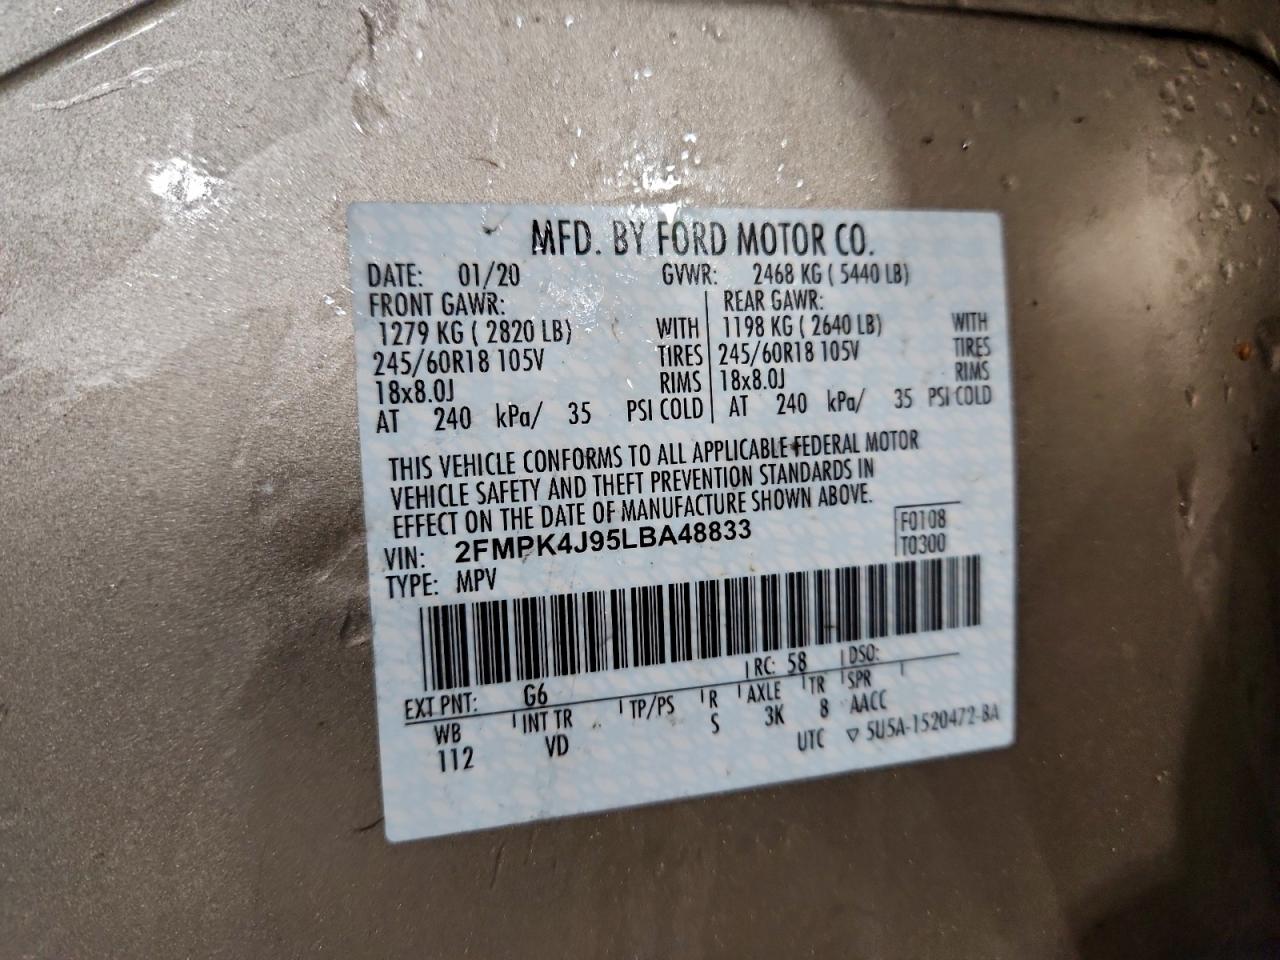 MFD. BY FORD MOTOR CO.
DATE: 01/20 GVWR: 2468 KG ( 5440 LB)
FRONT GAWR: REAR GAWR:
1279 KG ( 2820 LB) WITH 1198 KG ( 2640 LB) WITH
245/60R18 105V TIRES 245/60R18 105V TIRES
18x8.0J RIMS 18x8.0J RIMS
AT 240 kPa/ 35 PSI COLD AT 240 kPa/ 35 PSI COLD
THIS VEHICLE CONFORMS TO ALL APPLICABLE FEDERAL MOTOR
VEHICLE SAFETY AND THEFT PREVENTION STANDARDS IN
EFFECT ON THE DATE OF MANUFACTURE SHOWN ABOVE.
VIN: 2FMPK4J95LBA48833 F0108
TYPE: MPV T0300
EXT PNT: G6 RC: 58 DSO:
WB INT TR TP/PS R AXLE TR SPR
112 VD S 3K 8 AACC
UTC ▽ 5U5A-1520472-BA